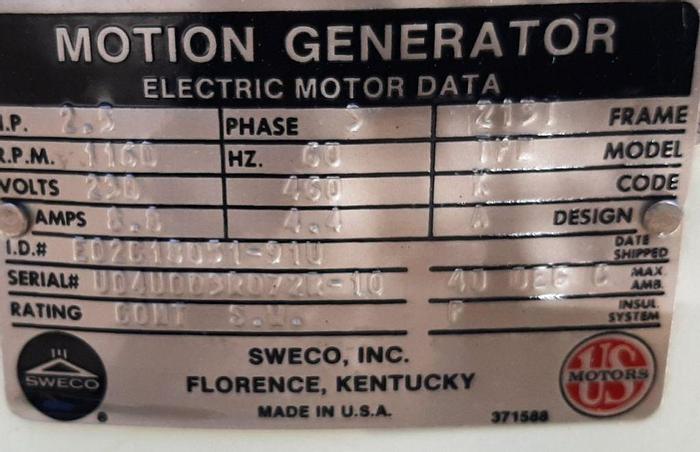 MOTION GENERATOR
ELECTRIC MOTOR DATA
H.P. 2.5 PHASE 3 FRAME
R.P.M. 1160 HZ. 60 MODEL
VOLTS 230 460 K CODE
AMPS 8.8 4.4 A DESIGN
I.D.# DATE SHIPPED
SERIAL# 40 DEG C MAX. AMB.
RATING CONT F INSUL. SYSTEM
SWECO
SWECO, INC.
FLORENCE, KENTUCKY
MADE IN U.S.A.
371588
US MOTORS